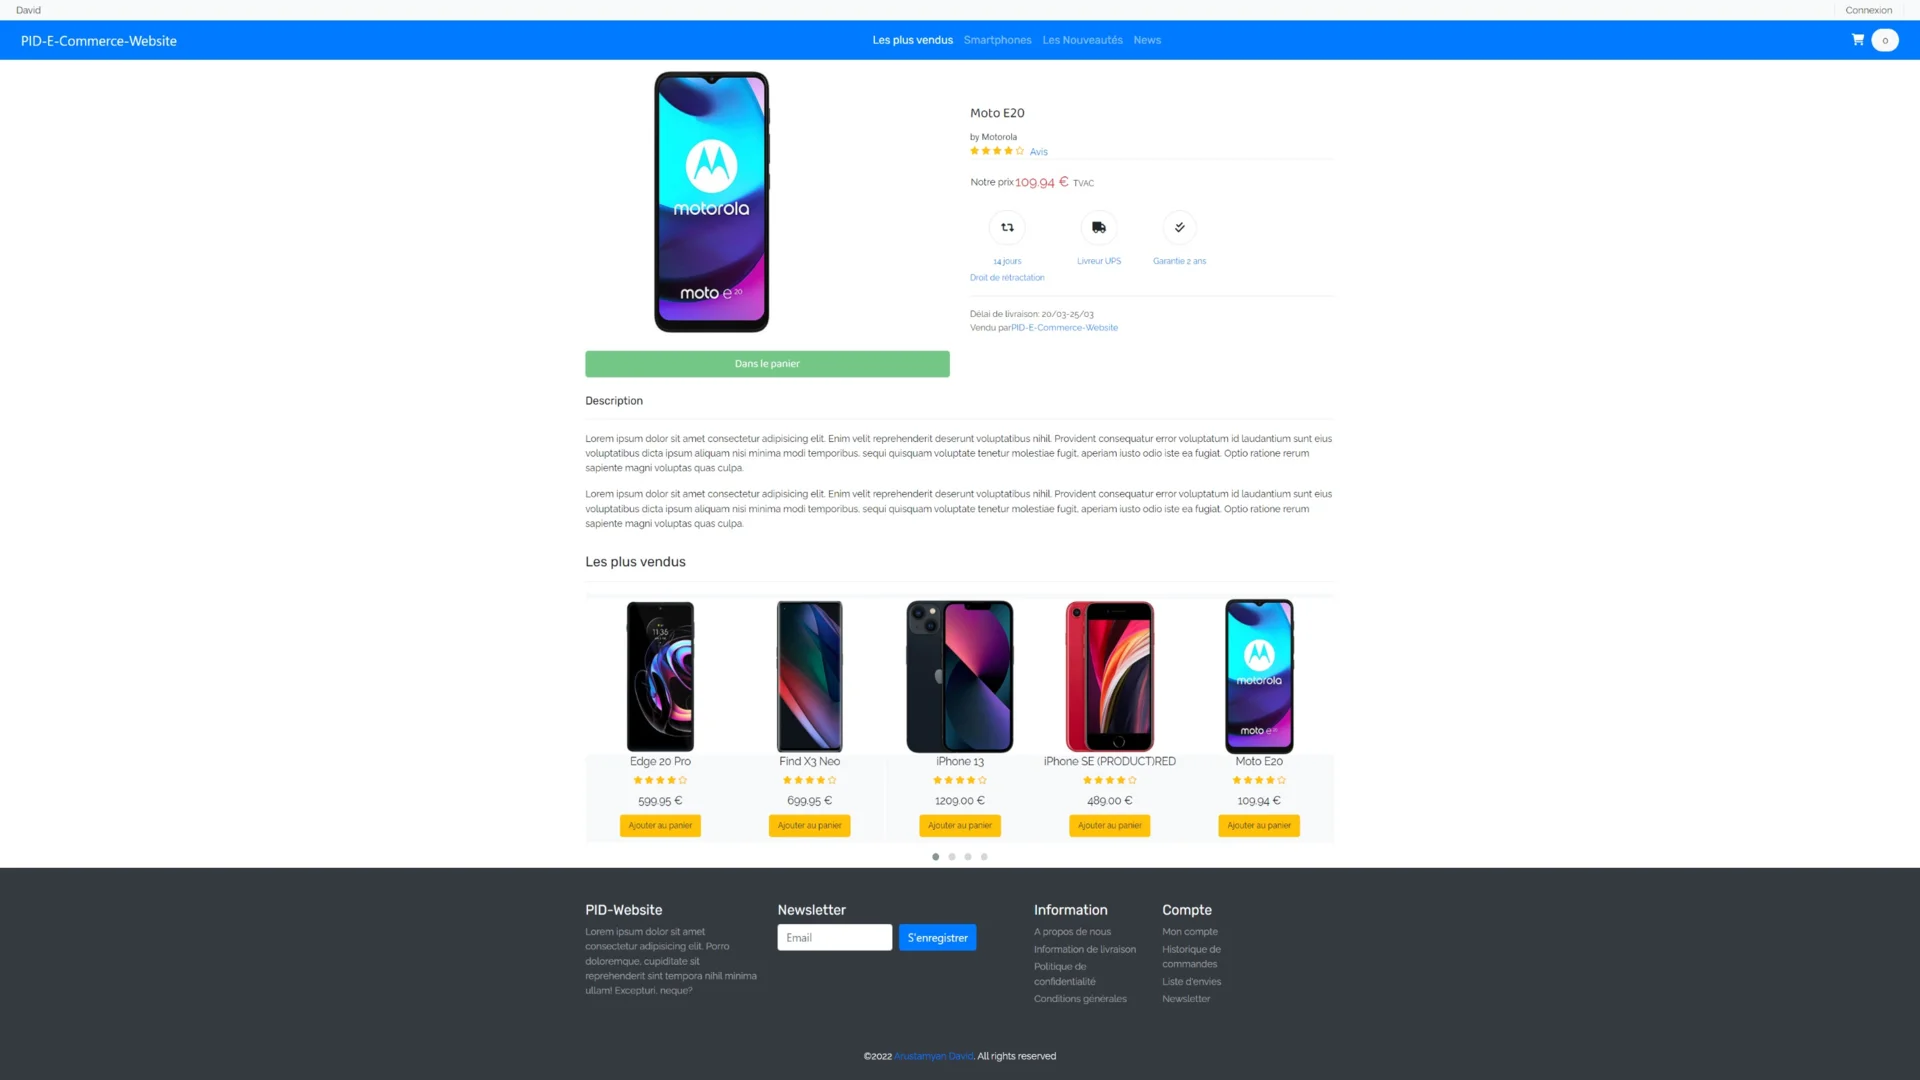 David
Connexion
PID-E-Commerce-Website
Les plus vendus
Smartphones
Les Nouveautés
News
0
motorola
moto e20
Moto E20
by Motorola
Avis
Notre prix 109.94 € TVAC
14 jours
Droit de rétractation
Livreur UPS
Garantie 2 ans
Délai de livraison: 20/03-25/03
Vendu parPID-E-Commerce-Website
Dans le panier
Description
Lorem ipsum dolor sit amet consectetur adipisicing elit. Enim velit reprehenderit deserunt voluptatibus nihil. Provident consequatur error voluptatum id laudantium sunt eius
voluptatibus dicta ipsum aliquam nisi minima modi temporibus, sequi quisquam voluptate tenetur molestiae fugit, aperiam iusto odio iste ea fugiat. Optio ratione rerum
sapiente magni voluptas quas culpa.
Lorem ipsum dolor sit amet consectetur adipisicing elit. Enim velit reprehenderit deserunt voluptatibus nihil. Provident consequatur error voluptatum id laudantium sunt eius
voluptatibus dicta ipsum aliquam nisi minima modi temporibus, sequi quisquam voluptate tenetur molestiae fugit, aperiam iusto odio iste ea fugiat. Optio ratione rerum
sapiente magni voluptas quas culpa.
Les plus vendus
11:35
Edge 20 Pro
599.95 €
Ajouter au panier
Find X3 Neo
699.95 €
Ajouter au panier
iPhone 13
1209.00 €
Ajouter au panier
iPhone SE (PRODUCT)RED
489.00 €
Ajouter au panier
motorola
moto e20
Moto E20
109.94 €
Ajouter au panier
PID-Website
Lorem ipsum dolor sit amet
consectetur adipisicing elit. Porro
doloremque, cupiditate sit
reprehenderit sint tempora nihil minima
ullam! Excepturi, neque?
Newsletter
Email
S'enregistrer
Information
A propos de nous
Information de livraison
Politique de
confidentialité
Conditions générales
Compte
Mon compte
Historique de
commandes
Liste d'envies
Newsletter
©2022 Arustamyan David. All rights reserved